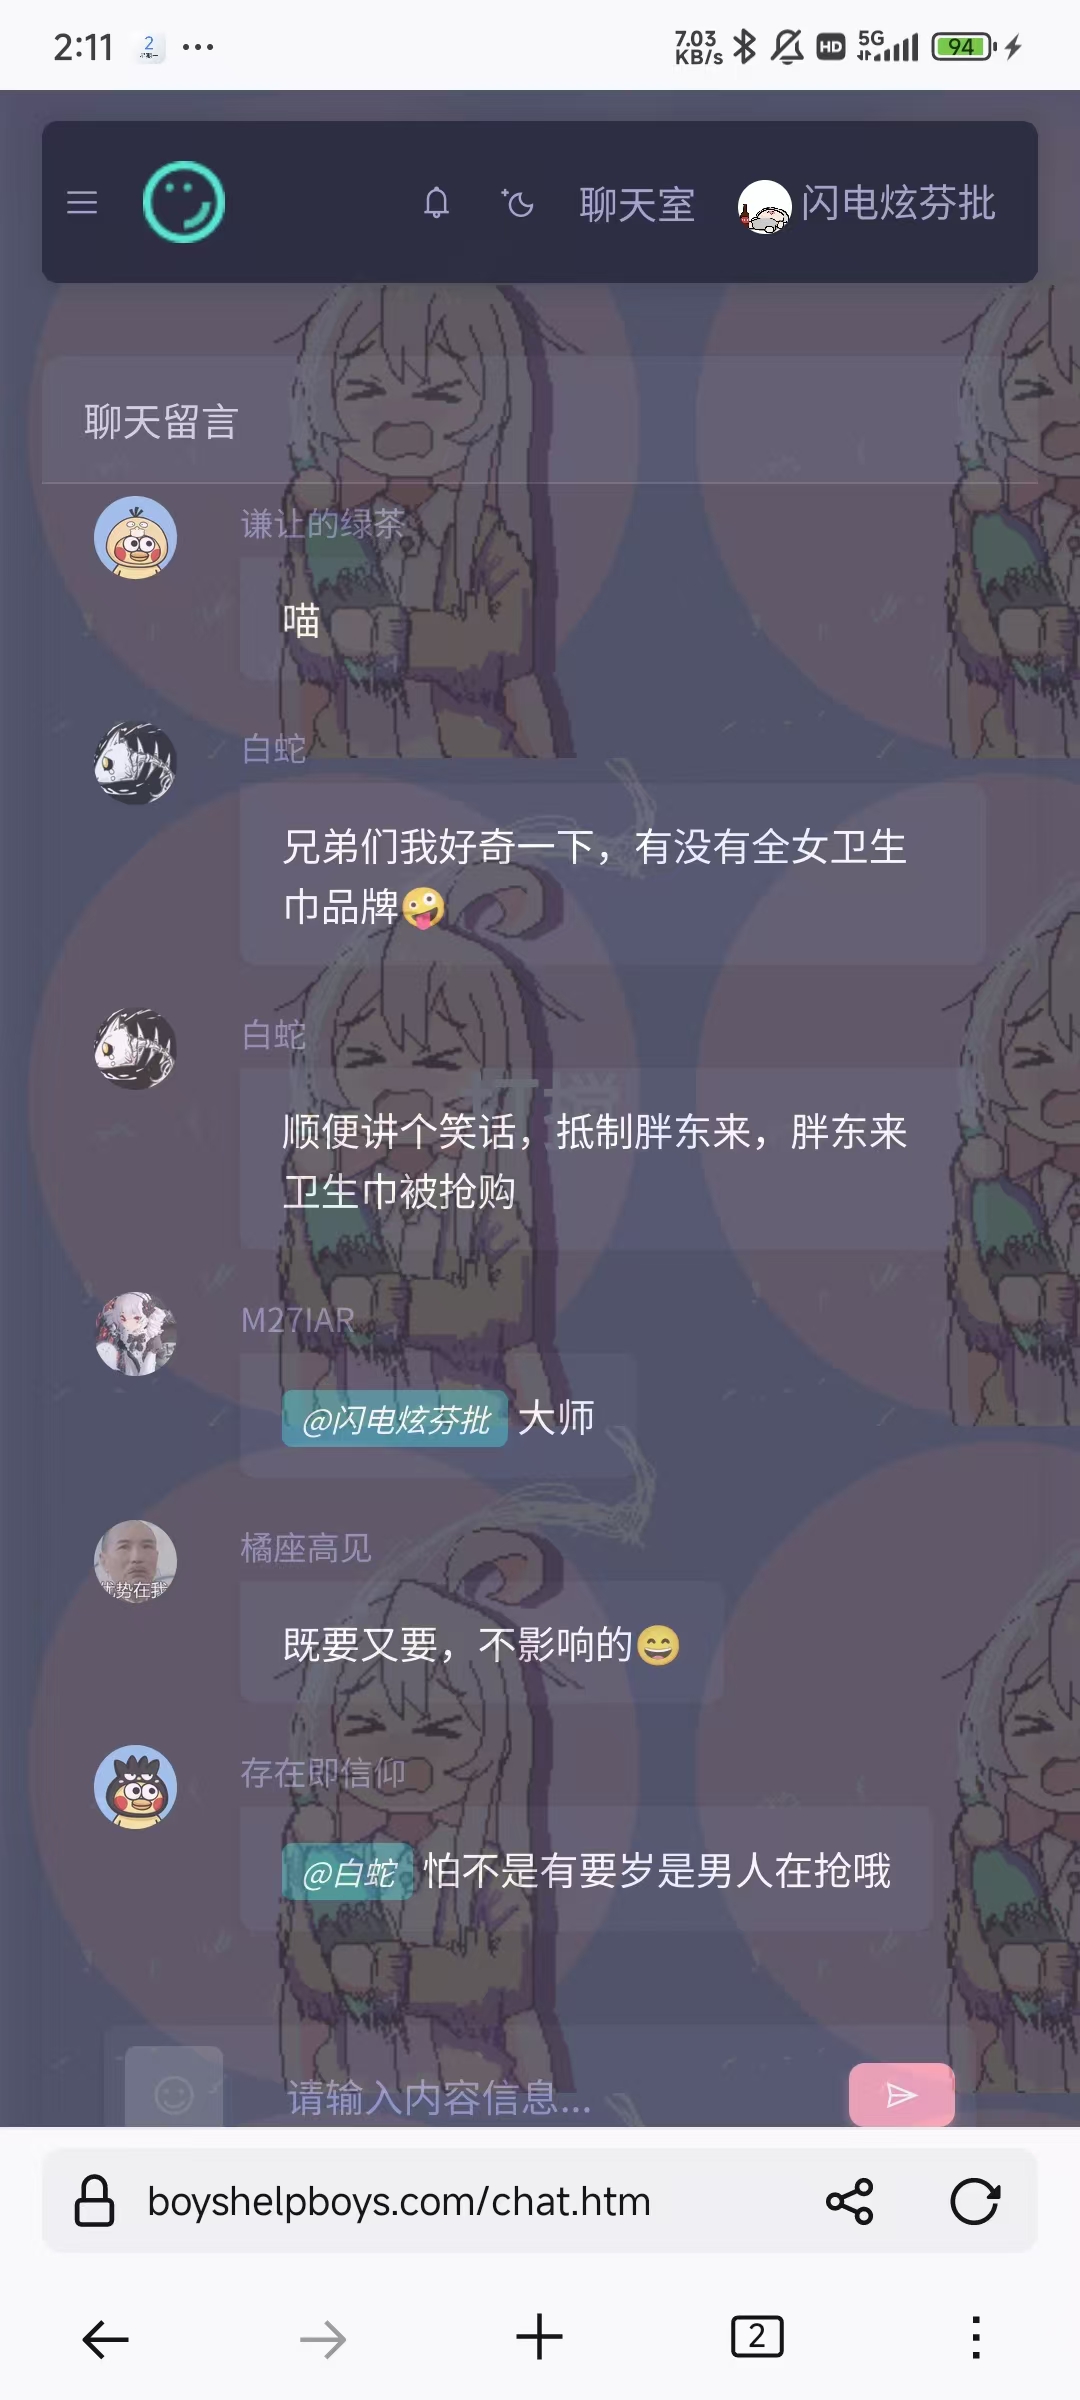 2:11
7.03
KB/s
HD
5G
94
聊天室
闪电炫芬批
聊天留言
谦让的绿茶
喵
白蛇
兄弟们我好奇一下，有没有全女卫生
巾品牌🤪
白蛇
顺便讲个笑话，抵制胖东来，胖东来
卫生巾被抢购
M27IAR
@闪电炫芬批 大师
橘座高见
优势在我
既要又要，不影响的😄
存在即信仰
@白蛇 怕不是有要岁是男人在抢哦
请输入内容信息...
boyshelpboys.com/chat.htm
2